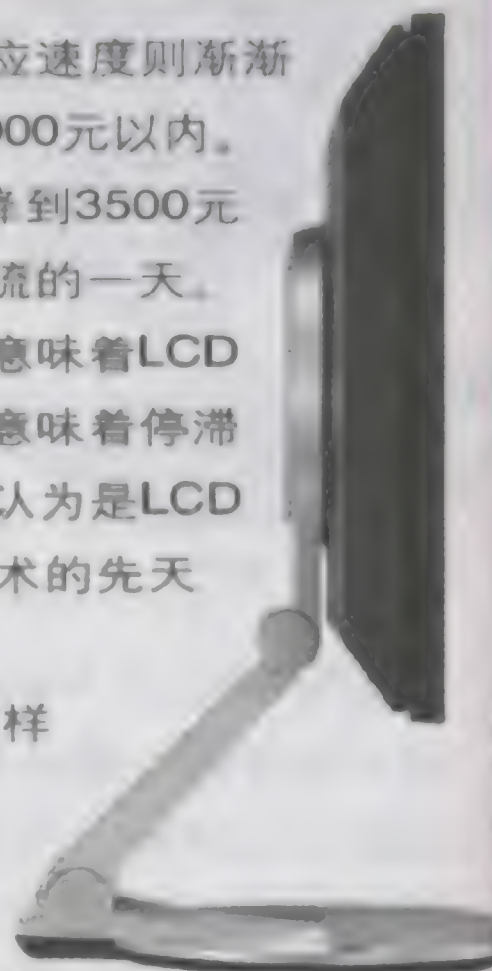 应速度则渐渐
000元以内。
降到3500元
流的一天。
意味着LCD
意味着停滞
认为是LCD
术的先天
样